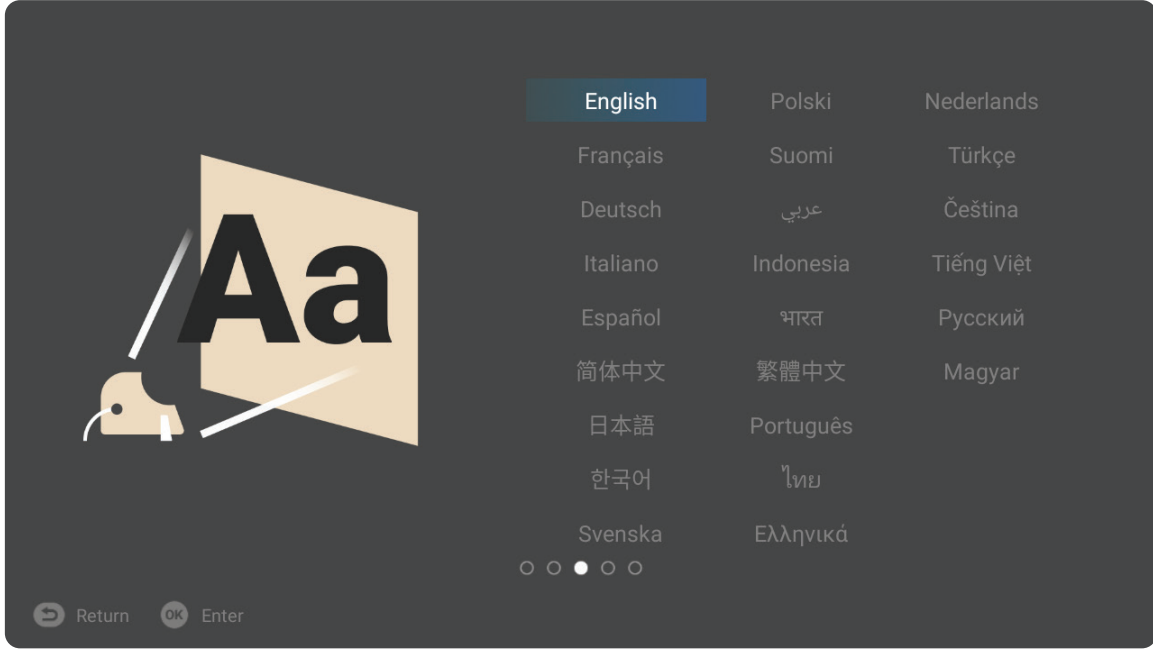 English Polski Nederlands
Français Suomi Türkçe
Deutsch عربي Čeština
Italiano Indonesia Tiếng Việt
Español भारत Русский
简体中文 繁體中文 Magyar
日本語 Português
한국어 ไทย
Svenska Ελληνικά
Aa
Return OK Enter